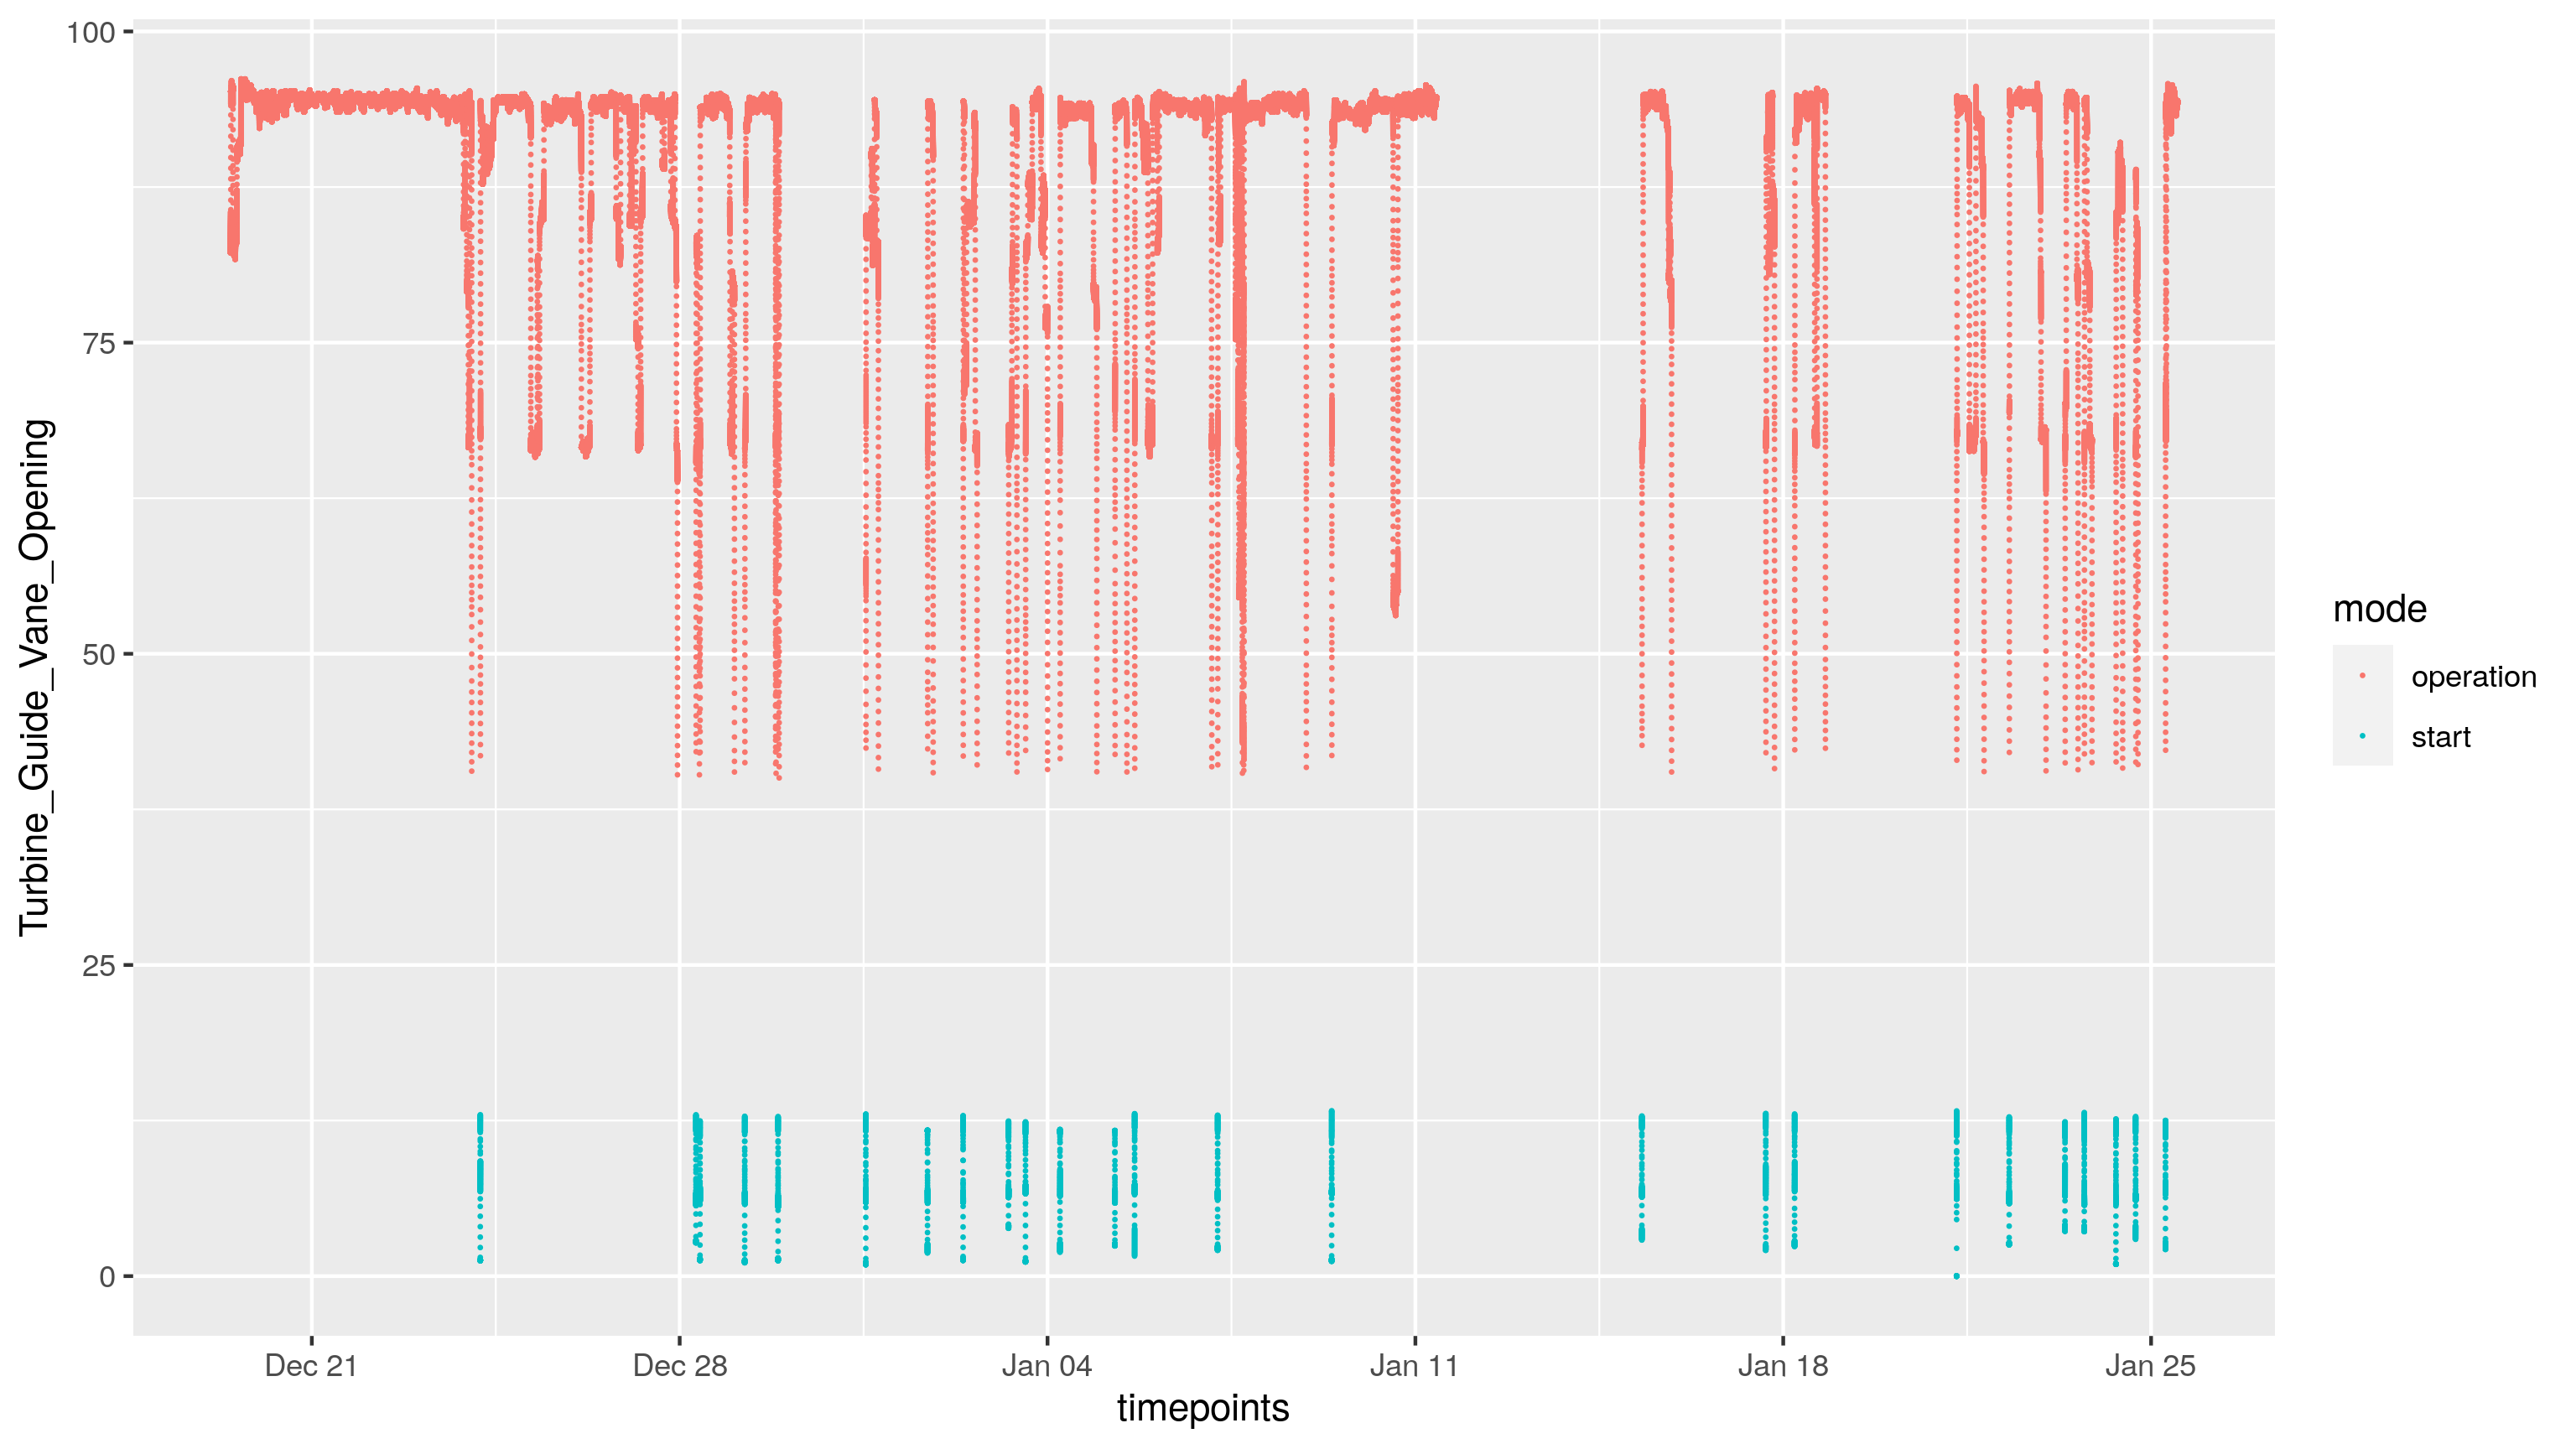 100
75
50
25
0
Turbine_Guide_Vane_Opening
Dec 21
Dec 28
Jan 04
Jan 11
Jan 18
Jan 25
timepoints
mode
operation
start